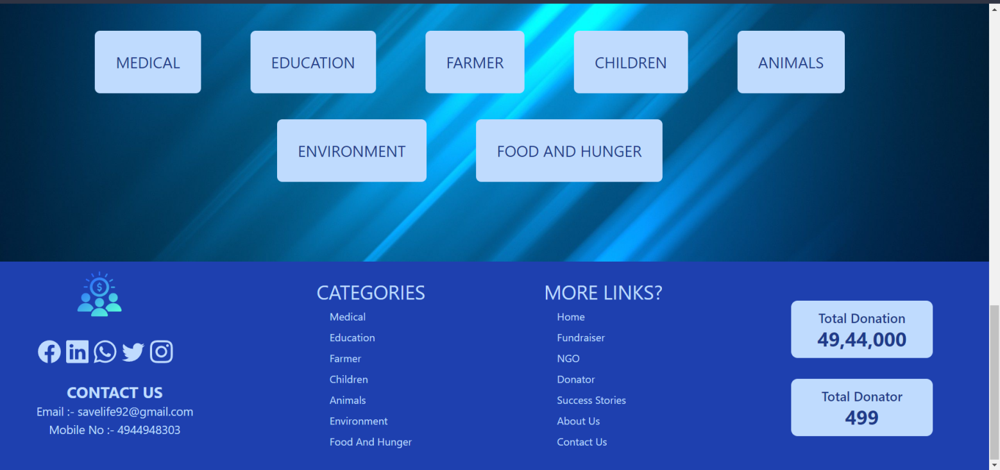 MEDICAL EDUCATION FARMER CHILDREN ANIMALS
ENVIRONMENT FOOD AND HUNGER
$
CONTACT US
Email :- savelife92@gmail.com
Mobile No :- 4944948303
CATEGORIES
Medical
Education
Farmer
Children
Animals
Environment
Food And Hunger
MORE LINKS?
Home
Fundraiser
NGO
Donator
Success Stories
About Us
Contact Us
Total Donation
49,44,000
Total Donator
499